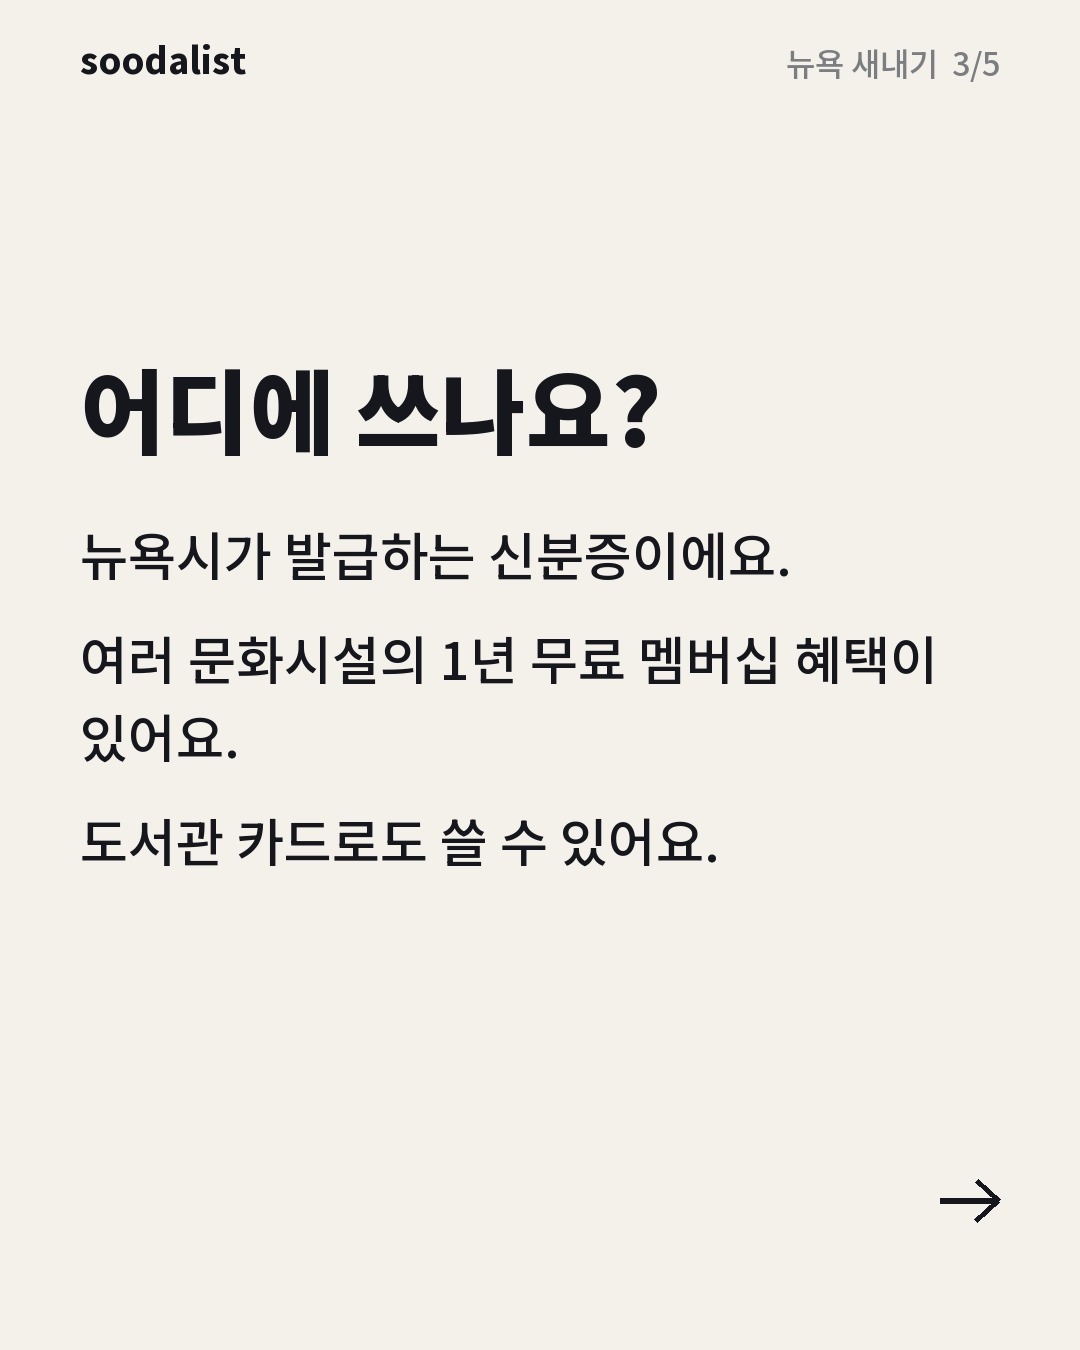 soodalist
뉴욕 새내기 3/5
어디에 쓰나요?
뉴욕시가 발급하는 신분증이에요.
여러 문화시설의 1년 무료 멤버십 혜택이
있어요.
도서관 카드로도 쓸 수 있어요.